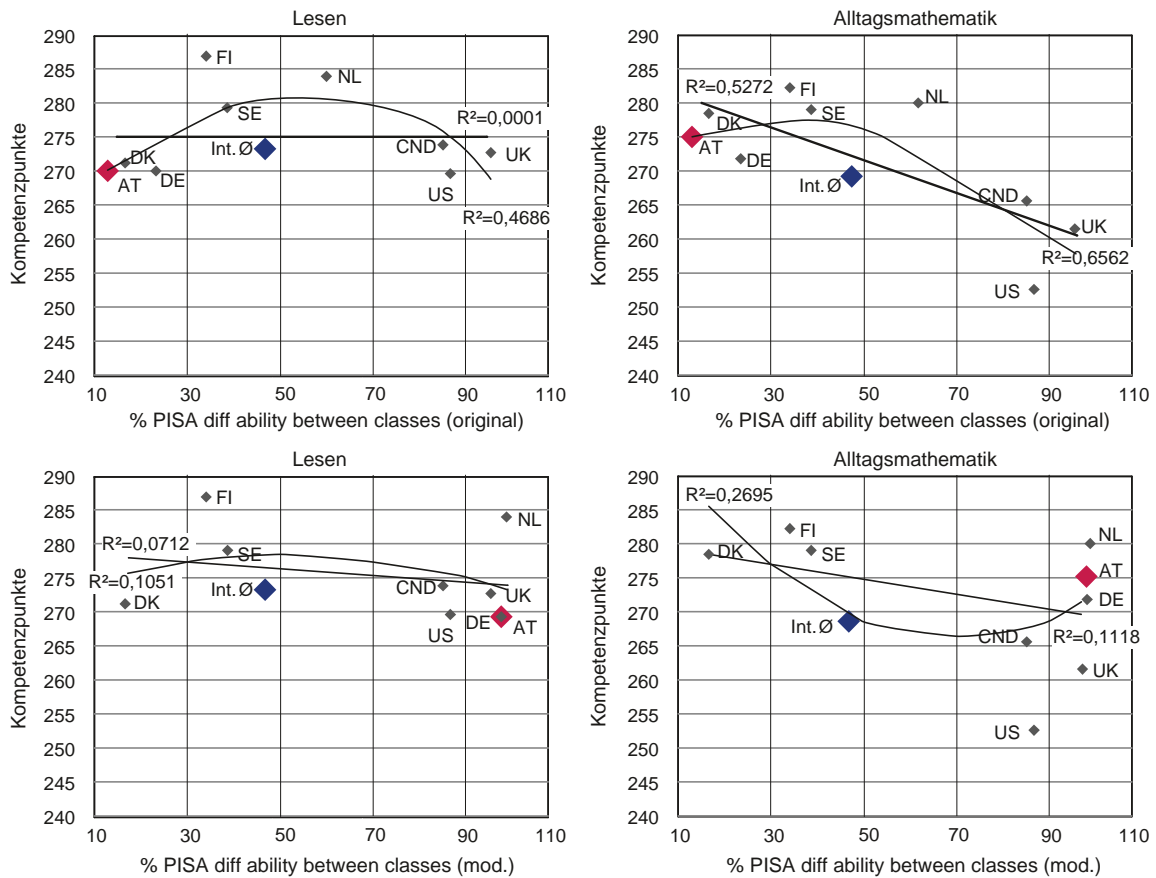 Lesen
290
285
280
275
270
265
260
255
250
245
240
Kompetenzpunkte
FI
NL
SE
R²=0,0001
DK
Int. Ø
CND
UK
AT
DE
US
R²=0,4686
10 30 50 70 90 110
% PISA diff ability between classes (original)
Alltagsmathematik
290
285
280
275
270
265
260
255
250
245
240
Kompetenzpunkte
R²=0,5272
FI
NL
SE
DK
AT
DE
Int. Ø
CND
UK
R²=0,6562
US
10 30 50 70 90 110
% PISA diff ability between classes (original)
Lesen
290
285
280
275
270
265
260
255
250
245
240
Kompetenzpunkte
FI
NL
R²=0,0712
SE
R²=0,1051
DK
Int. Ø
CND
UK
US
DE
AT
10 30 50 70 90 110
% PISA diff ability between classes (mod.)
Alltagsmathematik
290
285
280
275
270
265
260
255
250
245
240
Kompetenzpunkte
R²=0,2695
FI
NL
DK
SE
AT
DE
Int. Ø
CND
R²=0,1118
UK
US
10 30 50 70 90 110
% PISA diff ability between classes (mod.)